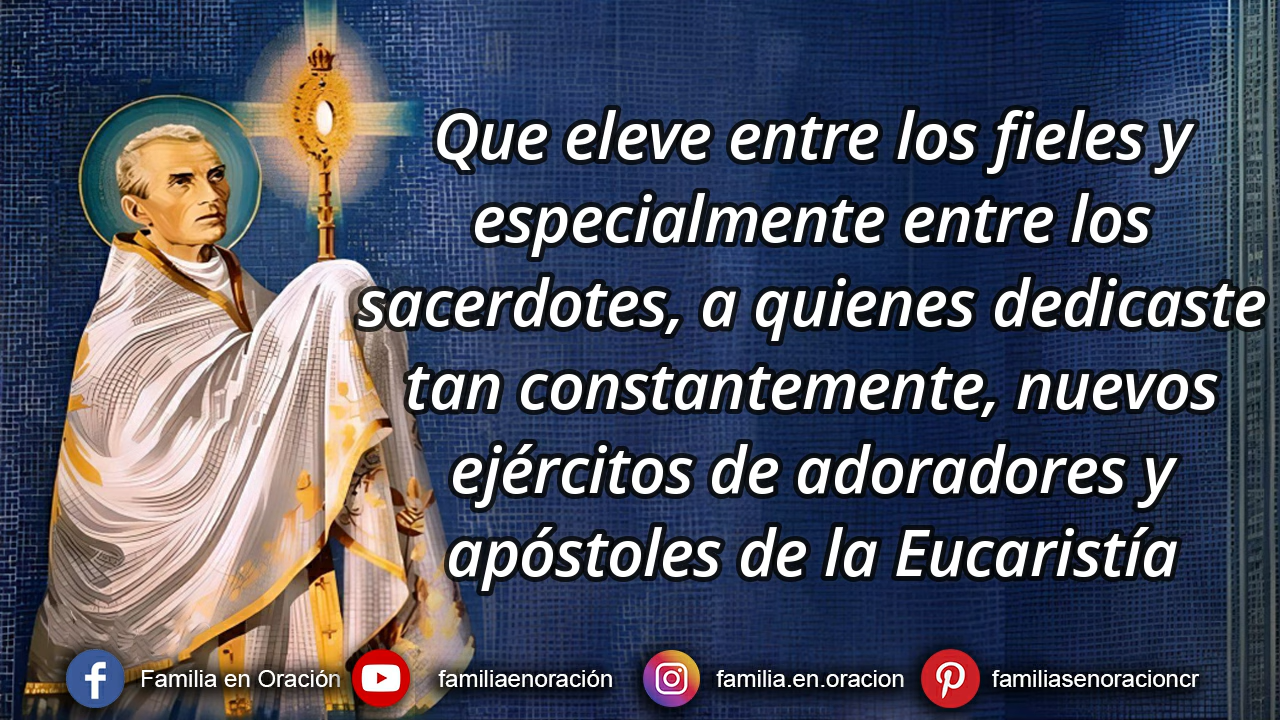 Que eleve entre los fieles y
especialmente entre los
sacerdotes, a quienes dedicaste
tan constantemente, nuevos
ejércitos de adoradores y
apóstoles de la Eucaristía
Familia en Oración familiaenoración familia.en.oracion familiasenoracioncr